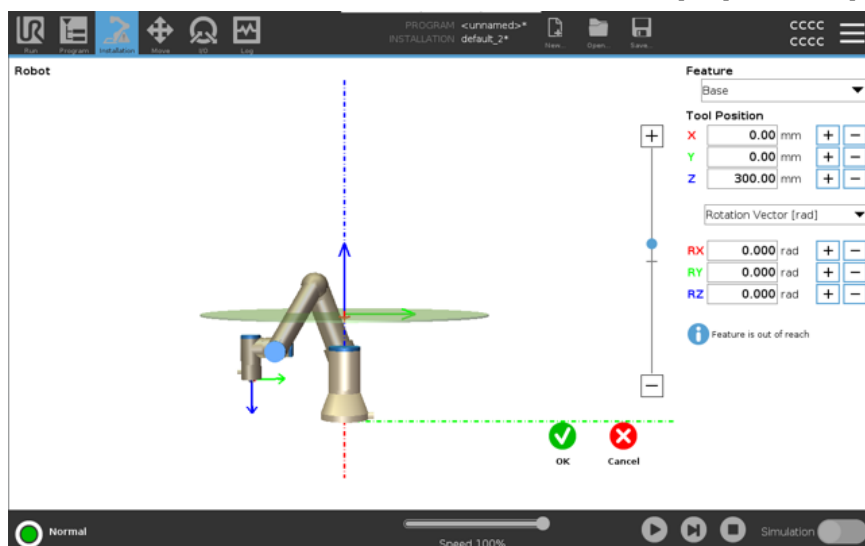 PROGRAM <unnamed>*
INSTALLATION default_2*
CCCC
CCCC
Run
Program
Installation
Move
I/O
Log
New...
Open...
Save...
Robot
Feature
Base
Tool Position
X 0.00 mm + −
Y 0.00 mm + −
Z 300.00 mm + −
Rotation Vector [rad]
RX 0.000 rad + −
RY 0.000 rad + −
RZ 0.000 rad + −
Feature is out of reach
+
−
OK
Cancel
Normal
Speed 100%
Simulation